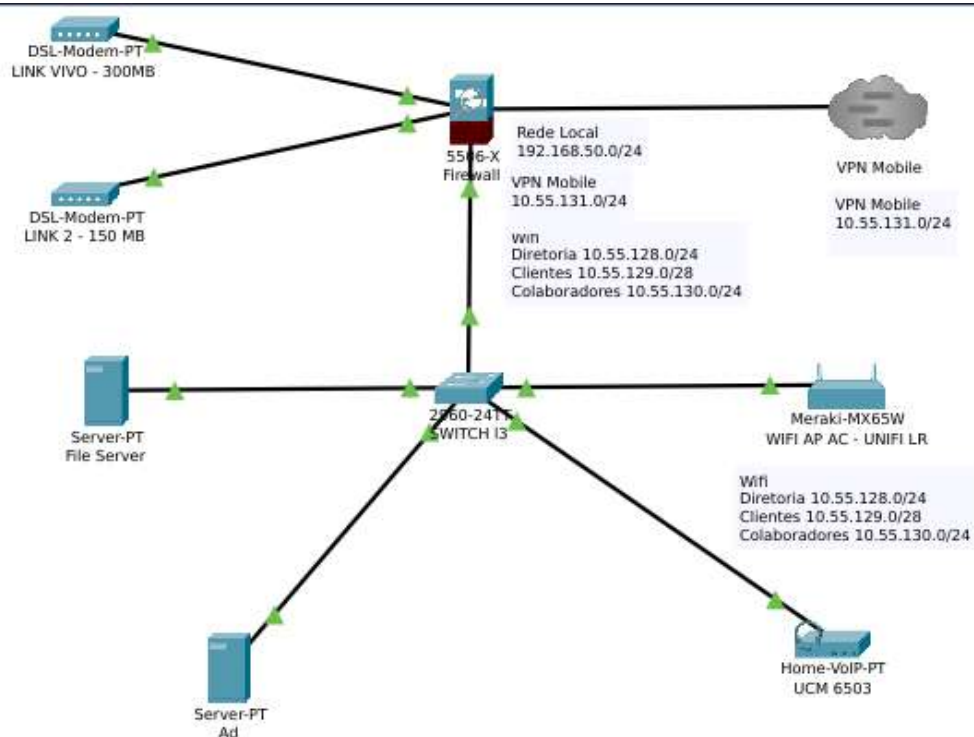 DSL-Modem-PT
LINK VIVO - 300MB
5506-X
Firewall
Rede Local
192.168.50.0/24
VPN Mobile
10.55.131.0/24
Wifi
Diretoria 10.55.128.0/24
Clientes 10.55.129.0/28
Colaboradores 10.55.130.0/24
VPN Mobile
VPN Mobile
10.55.131.0/24
DSL-Modem-PT
LINK 2 - 150 MB
Server-PT
File Server
2960-24TT
SWITCH l3
Meraki-MX65W
WIFI AP AC - UNIFI LR
Wifi
Diretoria 10.55.128.0/24
Clientes 10.55.129.0/28
Colaboradores 10.55.130.0/24
Server-PT
Ad
Home-VoIP-PT
UCM 6503